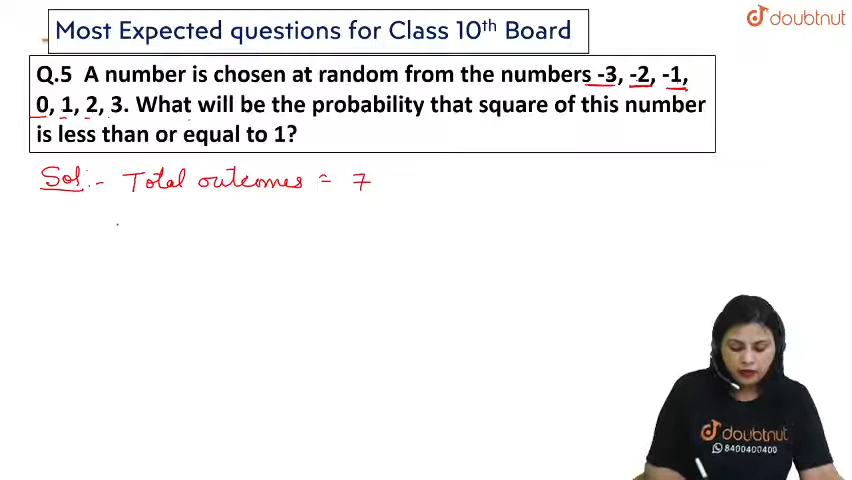 doubtnut
Most Expected questions for Class 10th Board
Q.5 A number is chosen at random from the numbers -3, -2, -1,
0, 1, 2, 3. What will be the probability that square of this number
is less than or equal to 1?
Sol:- Total outcomes = 7
doubtnut
8400400400